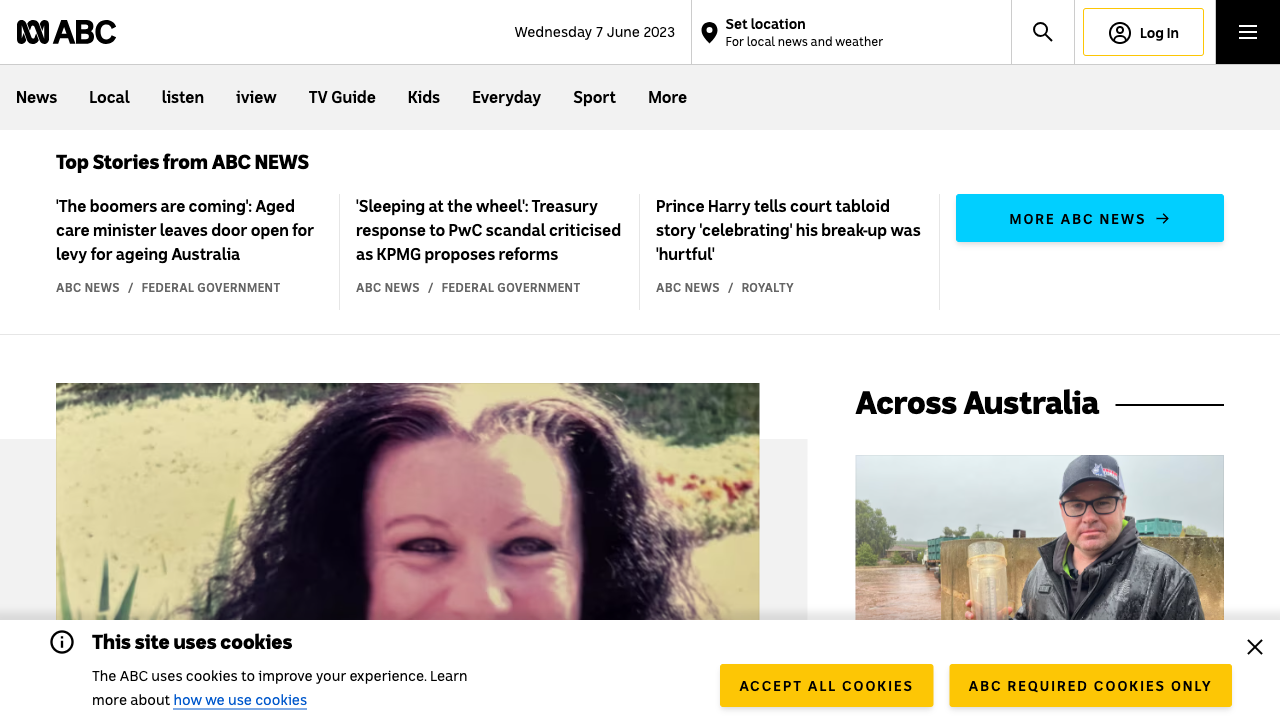 ABC
Wednesday 7 June 2023
Set location
For local news and weather
Log In
News
Local
listen
iview
TV Guide
Kids
Everyday
Sport
More
Top Stories from ABC NEWS
'The boomers are coming': Aged
care minister leaves door open for
levy for ageing Australia
ABC NEWS / FEDERAL GOVERNMENT
'Sleeping at the wheel': Treasury
response to PwC scandal criticised
as KPMG proposes reforms
ABC NEWS / FEDERAL GOVERNMENT
Prince Harry tells court tabloid
story 'celebrating' his break-up was
'hurtful'
ABC NEWS / ROYALTY
MORE ABC NEWS
Across Australia
This site uses cookies
The ABC uses cookies to improve your experience. Learn
more about how we use cookies
ACCEPT ALL COOKIES
ABC REQUIRED COOKIES ONLY